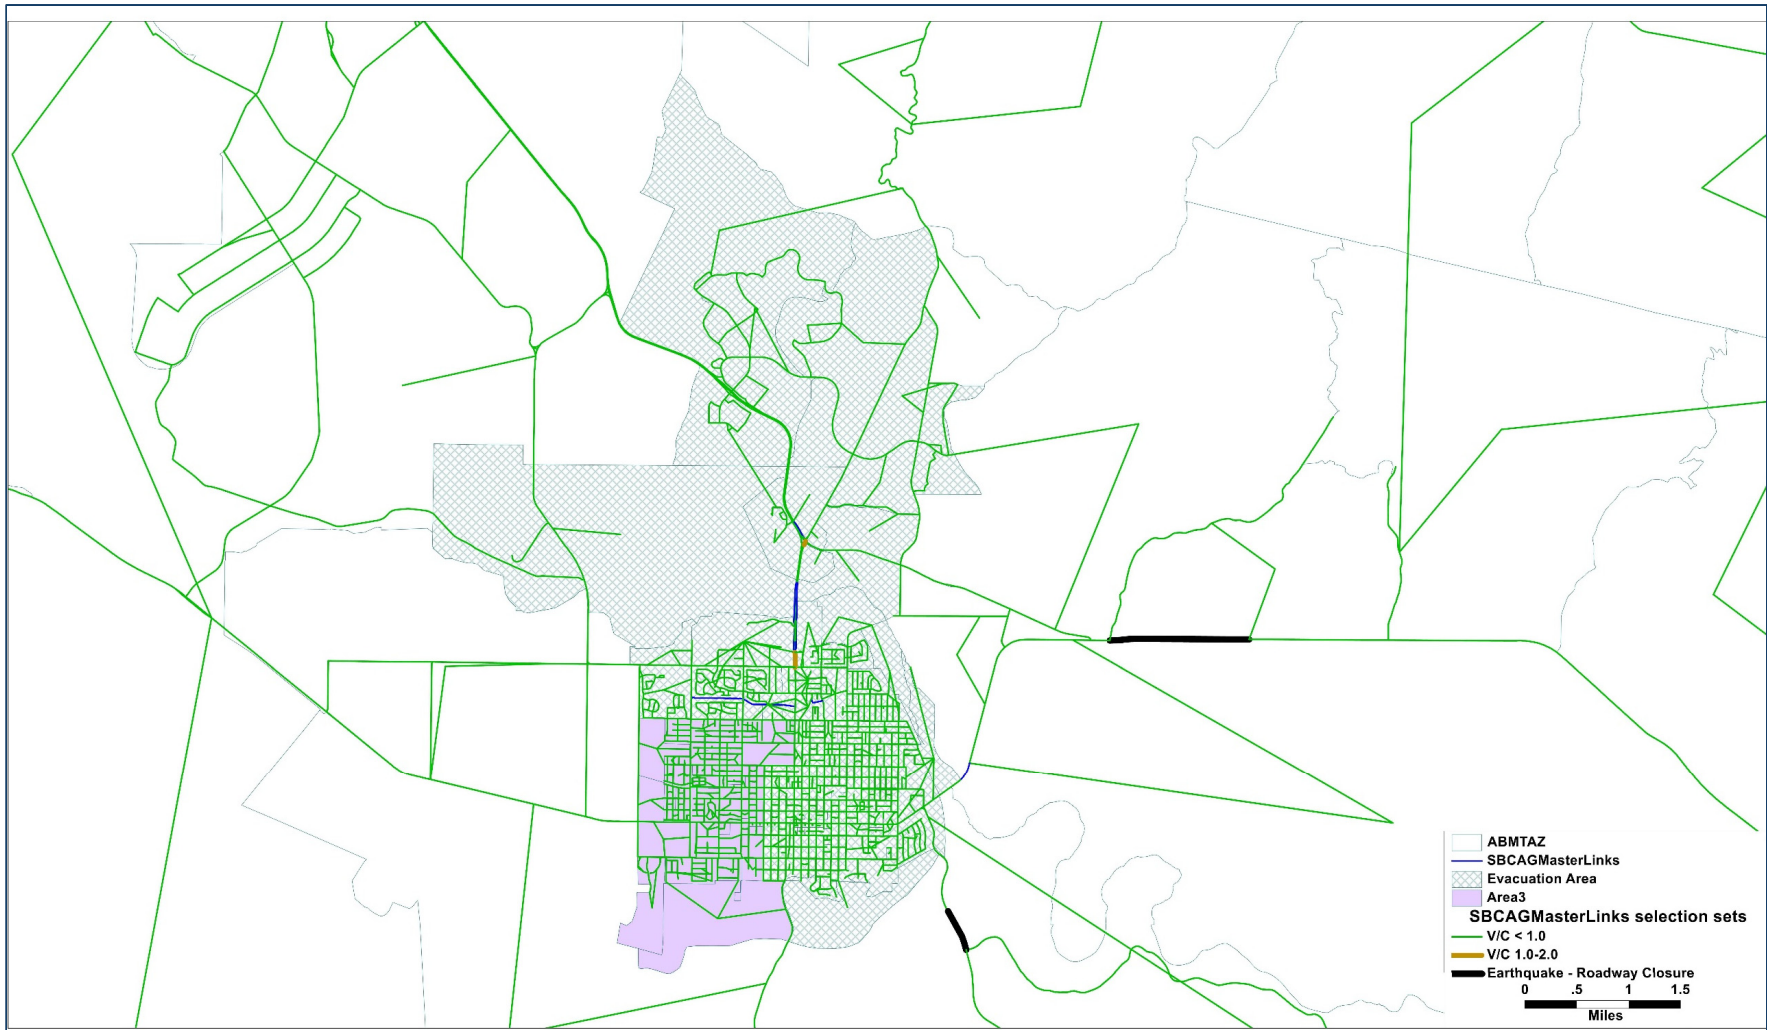 ABMTAZ
SBCAGMasterLinks
Evacuation Area
Area3
SBCAGMasterLinks selection sets
V/C < 1.0
V/C 1.0-2.0
Earthquake - Roadway Closure
0 .5 1 1.5
Miles